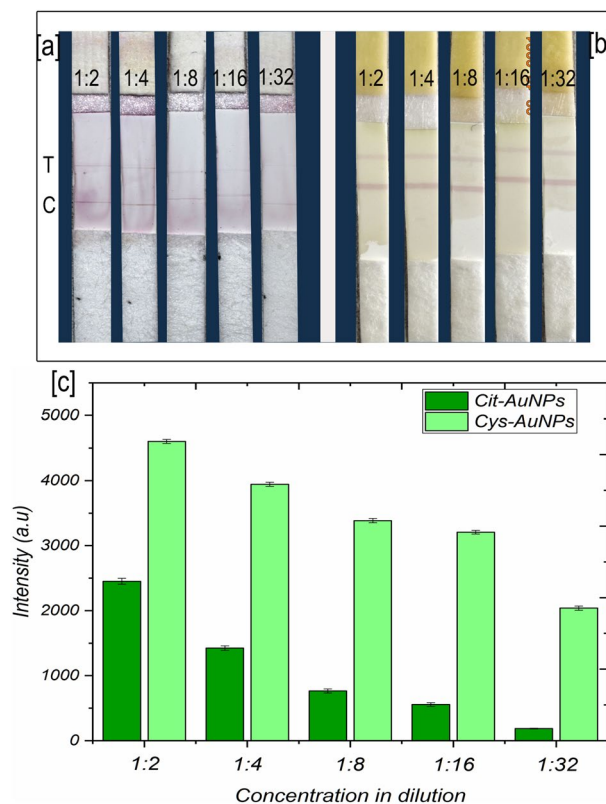 [a]
1:2 1:4 1:8 1:16 1:32
T
C
[b]
1:2 1:4 1:8 1:16 1:32
[c]
Cit-AuNPs
Cys-AuNPs
Intensity (a.u)
5000
4000
3000
2000
1000
0
1:2 1:4 1:8 1:16 1:32
Concentration in dilution